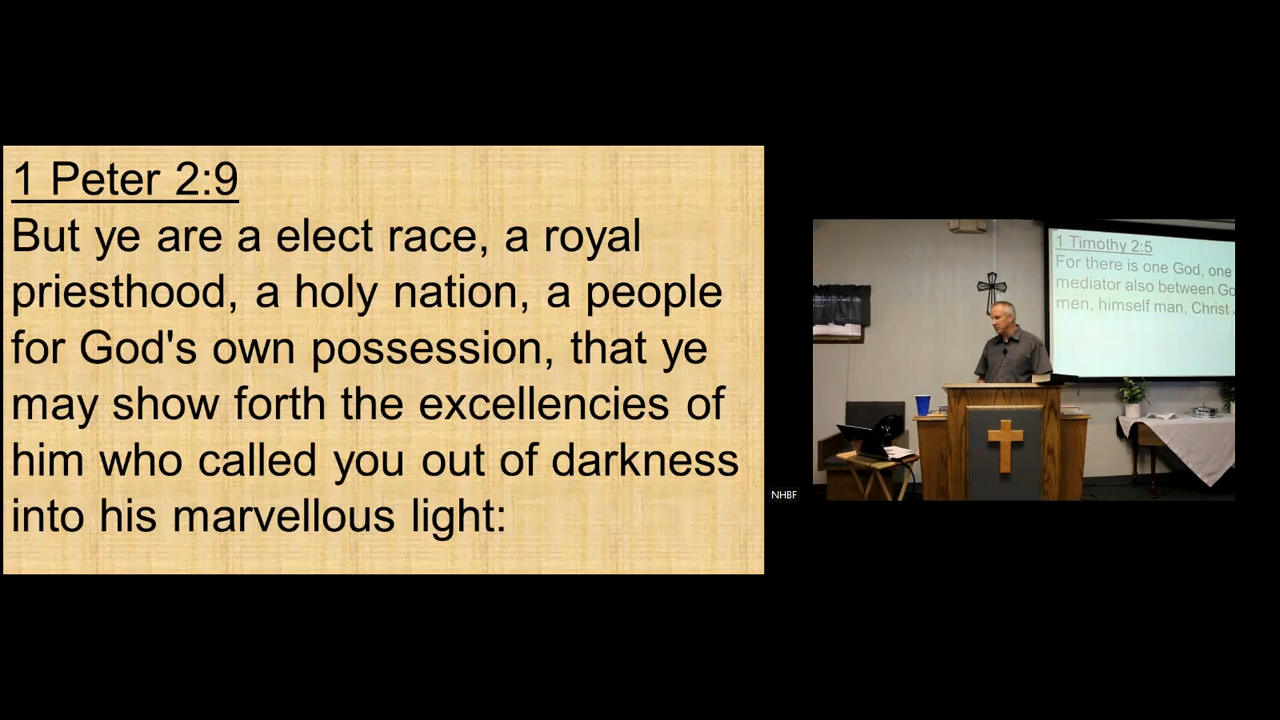 1 Peter 2:9
But ye are a elect race, a royal
priesthood, a holy nation, a people
for God's own possession, that ye
may show forth the excellencies of
him who called you out of darkness
into his marvellous light:
NHBF
1 Timothy 2:5
For there is one God, one
mediator also between
men, himself man, Christ